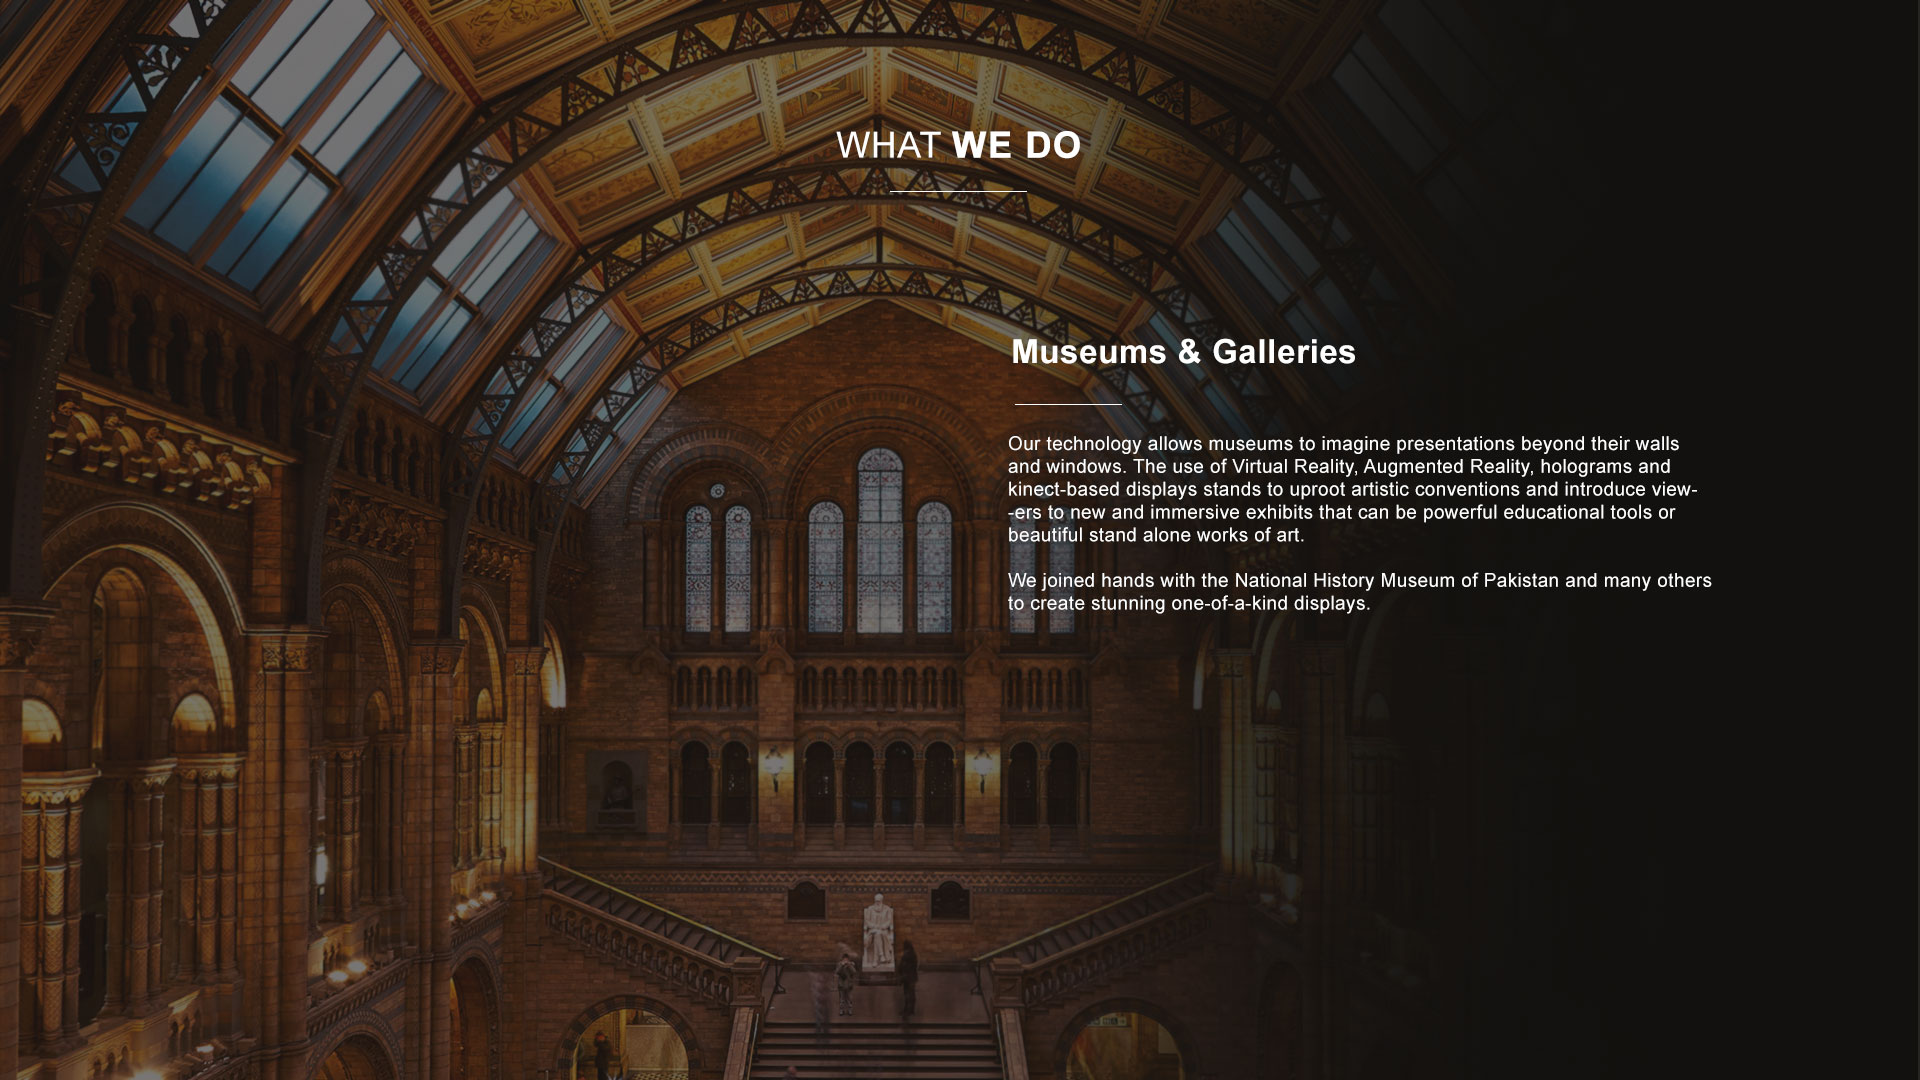 WHAT WE DO
Museums & Galleries
Our technology allows museums to imagine presentations beyond their walls
and windows. The use of Virtual Reality, Augmented Reality, holograms and
kinect-based displays stands to uproot artistic conventions and introduce view-
-ers to new and immersive exhibits that can be powerful educational tools or
beautiful stand alone works of art.
We joined hands with the National History Museum of Pakistan and many others
to create stunning one-of-a-kind displays.